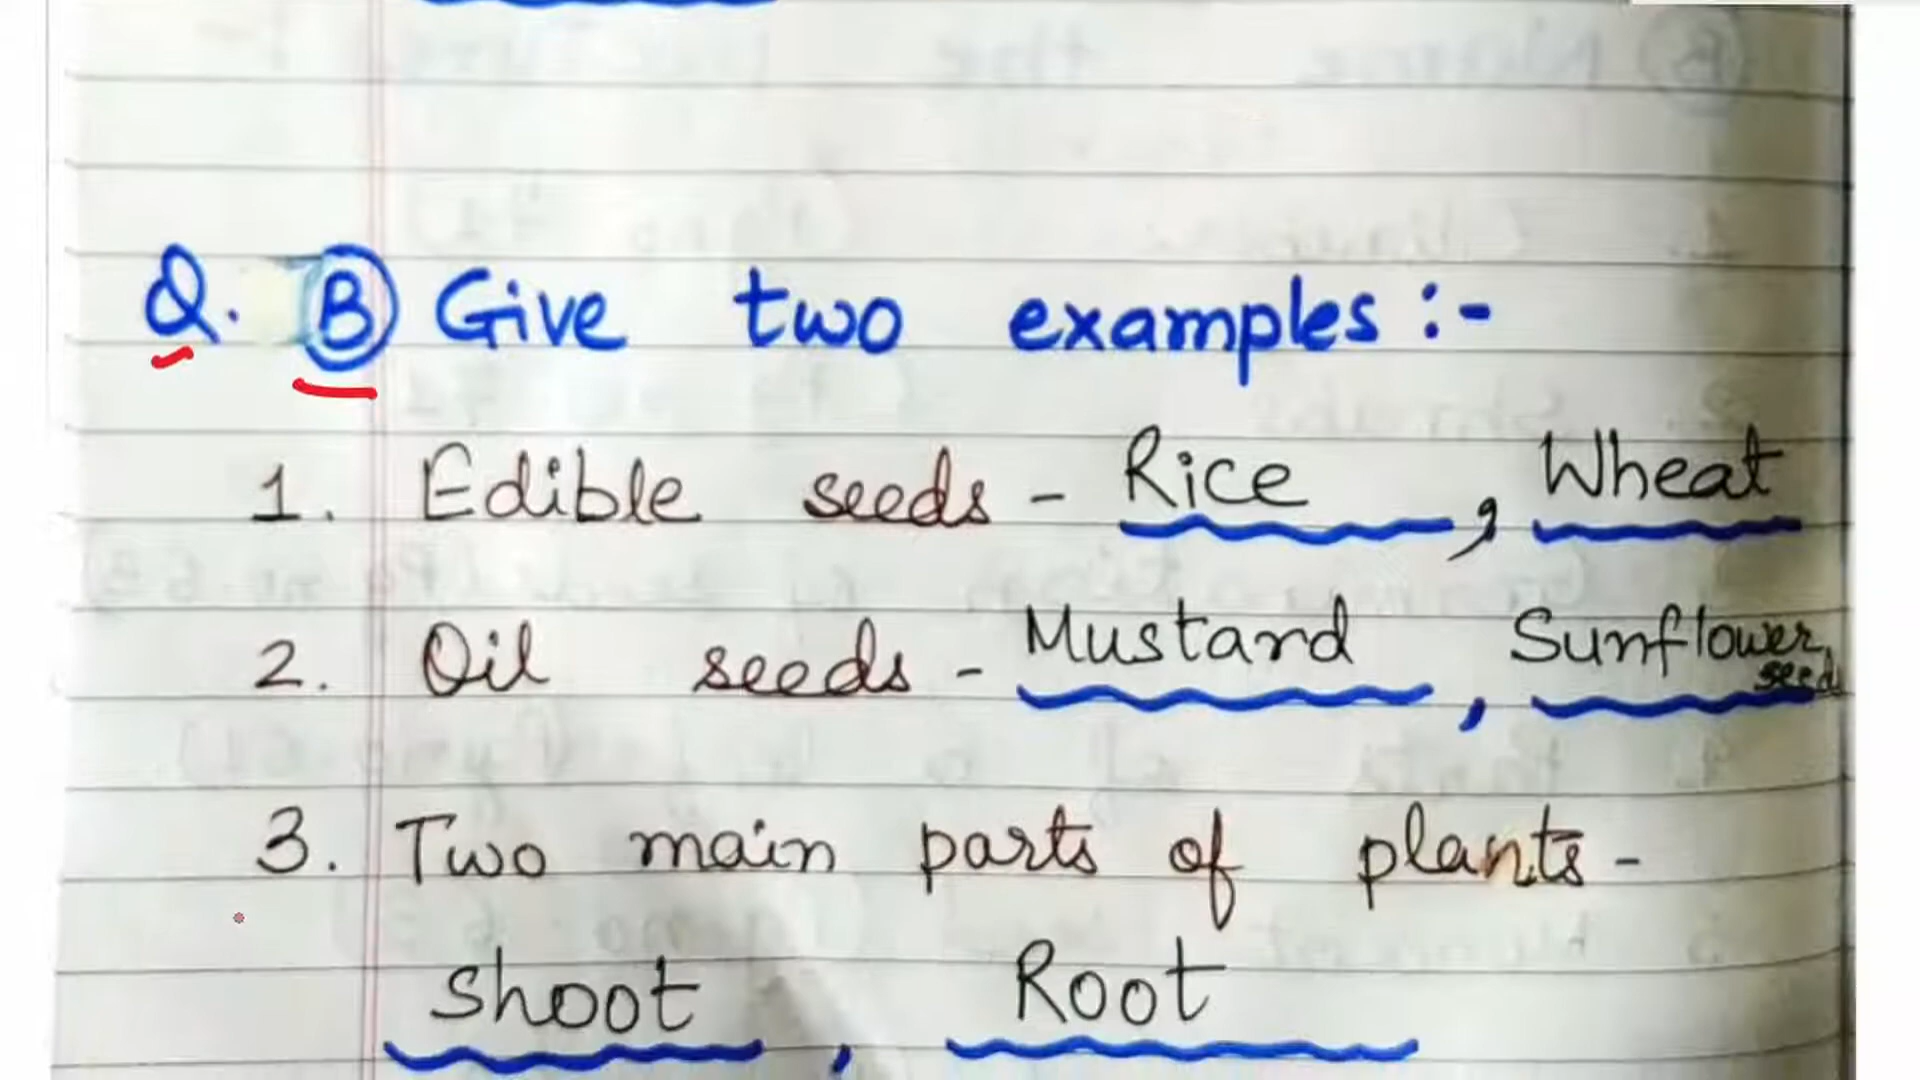 Q. B Give two examples :-
1. Edible seeds - Rice , Wheat
2. Oil seeds - Mustard , Sunflower seeds
3. Two main parts of plants -
Shoot , Root